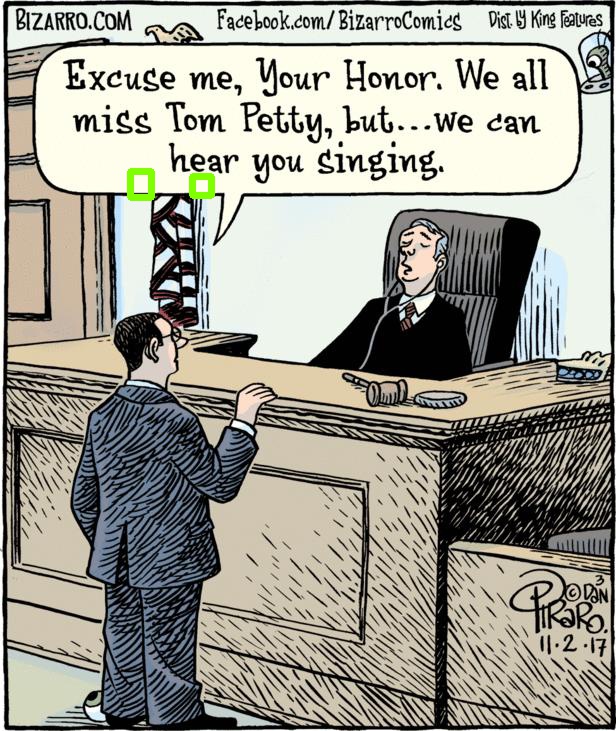 BIZARRO.COM Facebook.com/BizarroComics Dist. by King Features
Excuse me, Your Honor. We all
miss Tom Petty, but...we can
hear you singing.
3
© DAN
PIRARO.
11·2·17